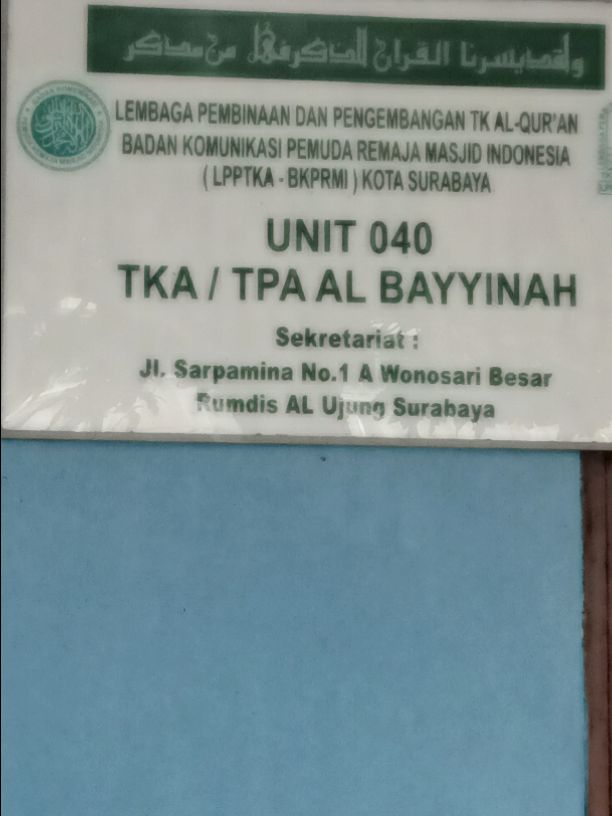 ولقد يسرنا القران للذكر فهل من مدكر
LEMBAGA PEMBINAAN DAN PENGEMBANGAN TK AL-QUR'AN
BADAN KOMUNIKASI PEMUDA REMAJA MASJID INDONESIA
( LPPTKA - BKPRMI ) KOTA SURABAYA
UNIT 040
TKA / TPA AL BAYYINAH
Sekretariat :
Jl. Sarpamina No.1 A Wonosari Besar
Rumdis AL Ujung Surabaya